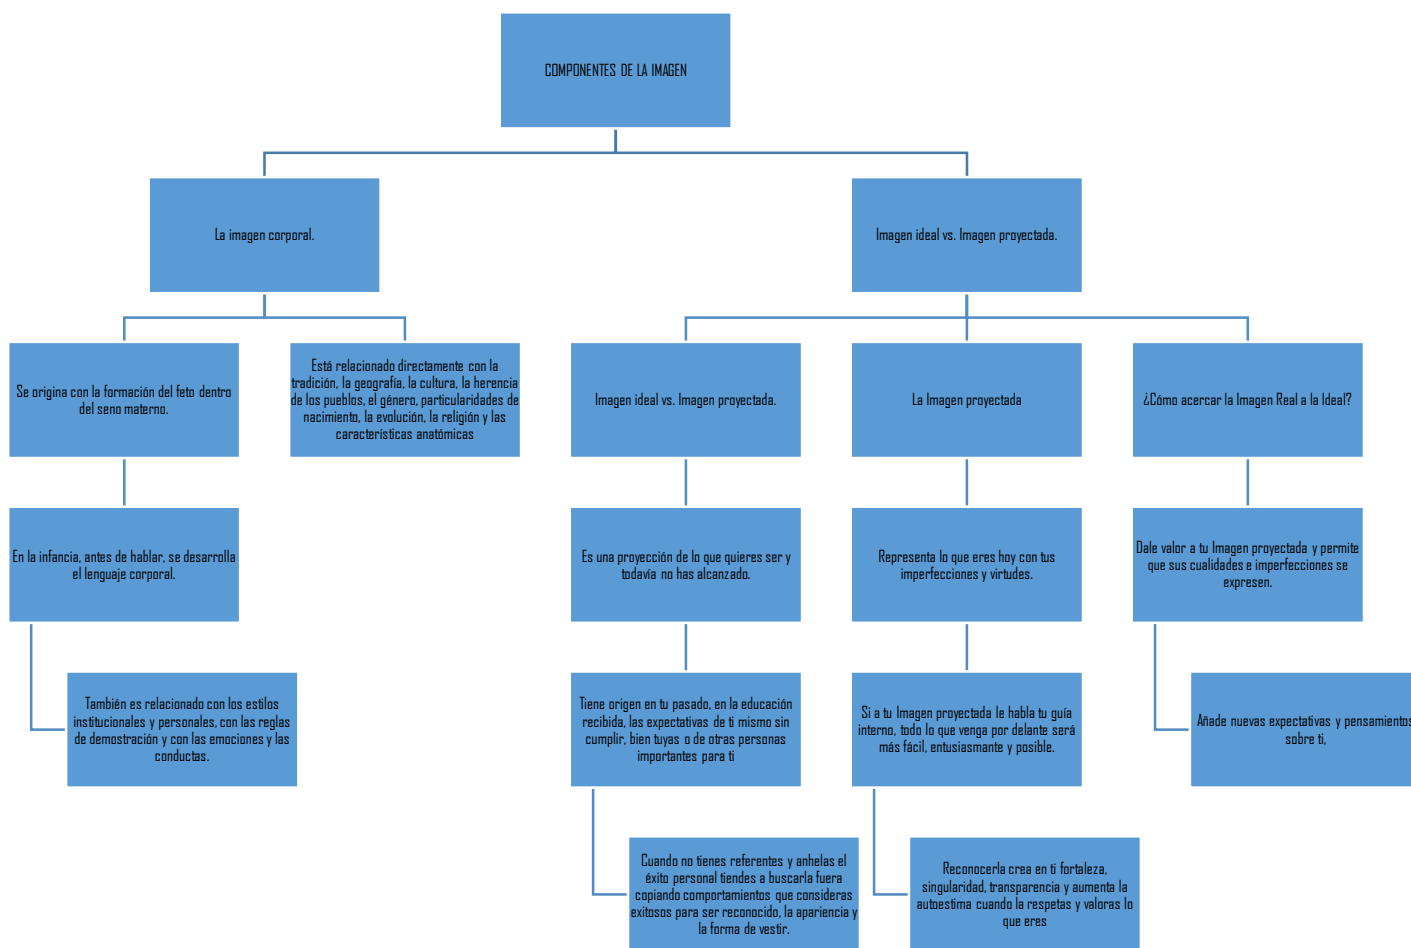 COMPONENTES DE LA IMAGEN
La imagen corporal.
Imagen ideal vs. Imagen proyectada.
Se origina con la formación del feto dentro
del seno materno.
Está relacionado directamente con la
tradición, la geografía, la cultura, la herencia
de los pueblos, el género, particularidades de
nacimiento, la evolución, la religión y las
características anatómicas
Imagen ideal vs. Imagen proyectada.
La Imagen proyectada
¿Cómo acercar la Imagen Real a la Ideal?
En la infancia, antes de hablar, se desarrolla
el lenguaje corporal.
Es una proyección de lo que quieres ser y
todavía no has alcanzado.
Representa lo que eres hoy con tus
imperfecciones y virtudes.
Dale valor a tu Imagen proyectada y permite
que sus cualidades e imperfecciones se
expresen.
También es relacionado con los estilos
institucionales y personales, con las reglas
de demostración y con las emociones y las
conductas.
Tiene origen en tu pasado, en la educación
recibida, las expectativas de ti mismo sin
cumplir, bien tuyas o de otras personas
importantes para ti
Si a tu Imagen proyectada le habla tu guía
interno, todo lo que venga por delante será
más fácil, entusiasmante y posible.
Añade nuevas expectativas y pensamientos
sobre ti,
Cuando no tienes referentes y anhelas el
éxito personal tiendes a buscarla fuera
copiando comportamientos que consideras
exitosos para ser reconocido, la apariencia y
la forma de vestir.
Reconocerla crea en ti fortaleza,
singularidad, transparencia y aumenta la
autoestima cuando la respetas y valoras lo
que eres